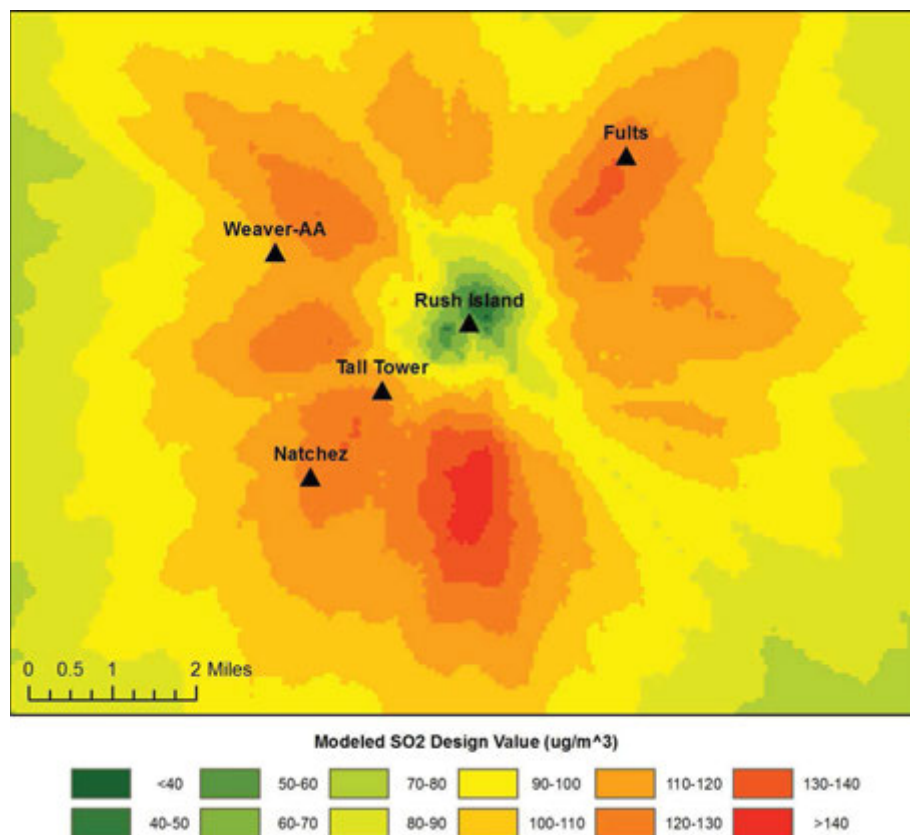 Fults
Weaver-AA
Rush Island
Tall Tower
Natchez
0 0.5 1 2 Miles
Modeled SO2 Design Value (ug/m^3)
<40 50-60 70-80 90-100 110-120 130-140
40-50 60-70 80-90 100-110 120-130 >140